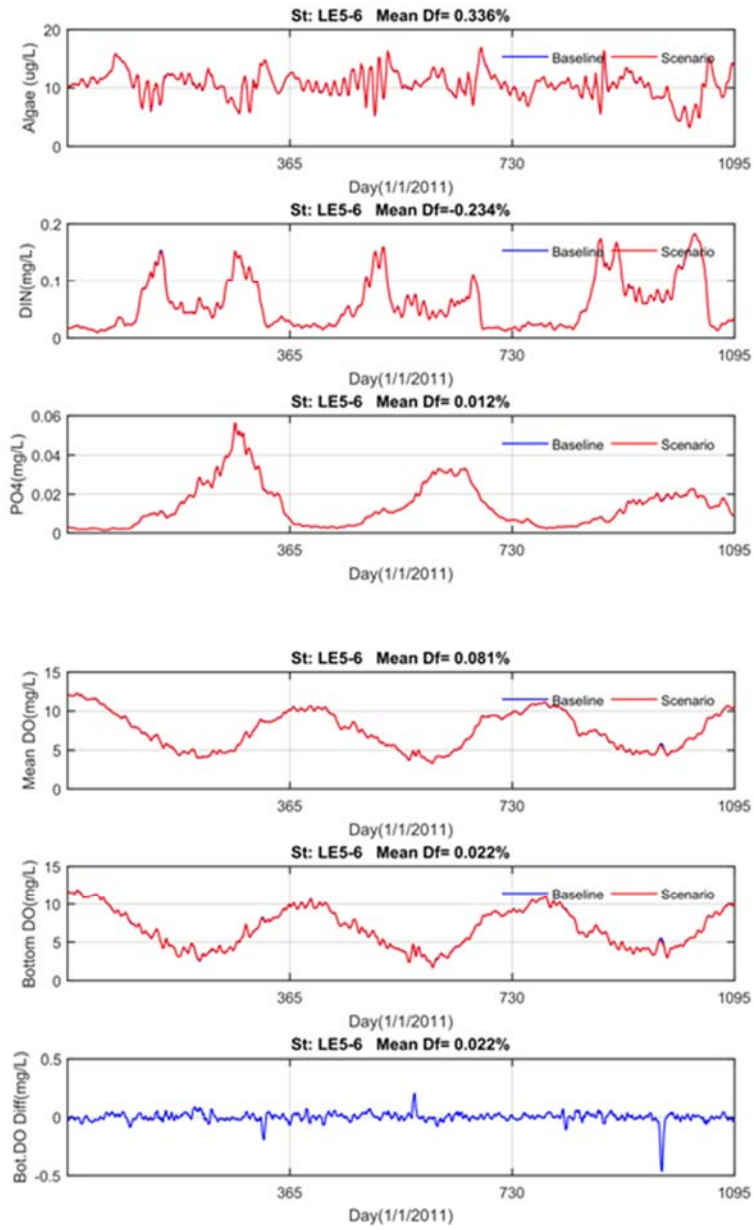 St: LE5-6 Mean Df= 0.336%
20
10
0
Algae (ug/L)
Baseline Scenario
365 730 1095
Day(1/1/2011)
St: LE5-6 Mean Df=-0.234%
0.2
0.1
0
DIN(mg/L)
Baseline Scenario
365 730 1095
Day(1/1/2011)
St: LE5-6 Mean Df= 0.012%
0.06
0.04
0.02
0
PO4(mg/L)
Baseline Scenario
365 730 1095
Day(1/1/2011)
St: LE5-6 Mean Df= 0.081%
15
10
5
0
Mean DO(mg/L)
Baseline Scenario
365 730 1095
Day(1/1/2011)
St: LE5-6 Mean Df= 0.022%
15
10
5
0
Bottom DO(mg/L)
Baseline Scenario
365 730 1095
Day(1/1/2011)
St: LE5-6 Mean Df= 0.022%
0.5
0
-0.5
Bot.DO Diff(mg/L)
365 730 1095
Day(1/1/2011)